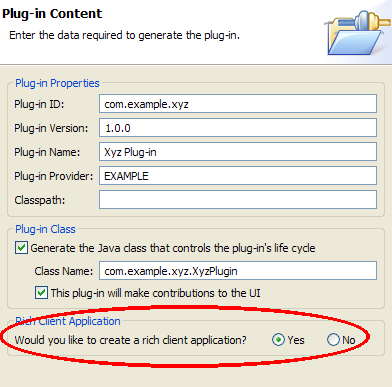 Plug-in Content
Enter the data required to generate the plug-in.
Plug-in Properties
Plug-in ID: com.example.xyz
Plug-in Version: 1.0.0
Plug-in Name: Xyz Plug-in
Plug-in Provider: EXAMPLE
Classpath:
Plug-in Class
Generate the Java class that controls the plug-in's life cycle
Class Name: com.example.xyz.XyzPlugin
This plug-in will make contributions to the UI
Rich Client Application
Would you like to create a rich client application? Yes No